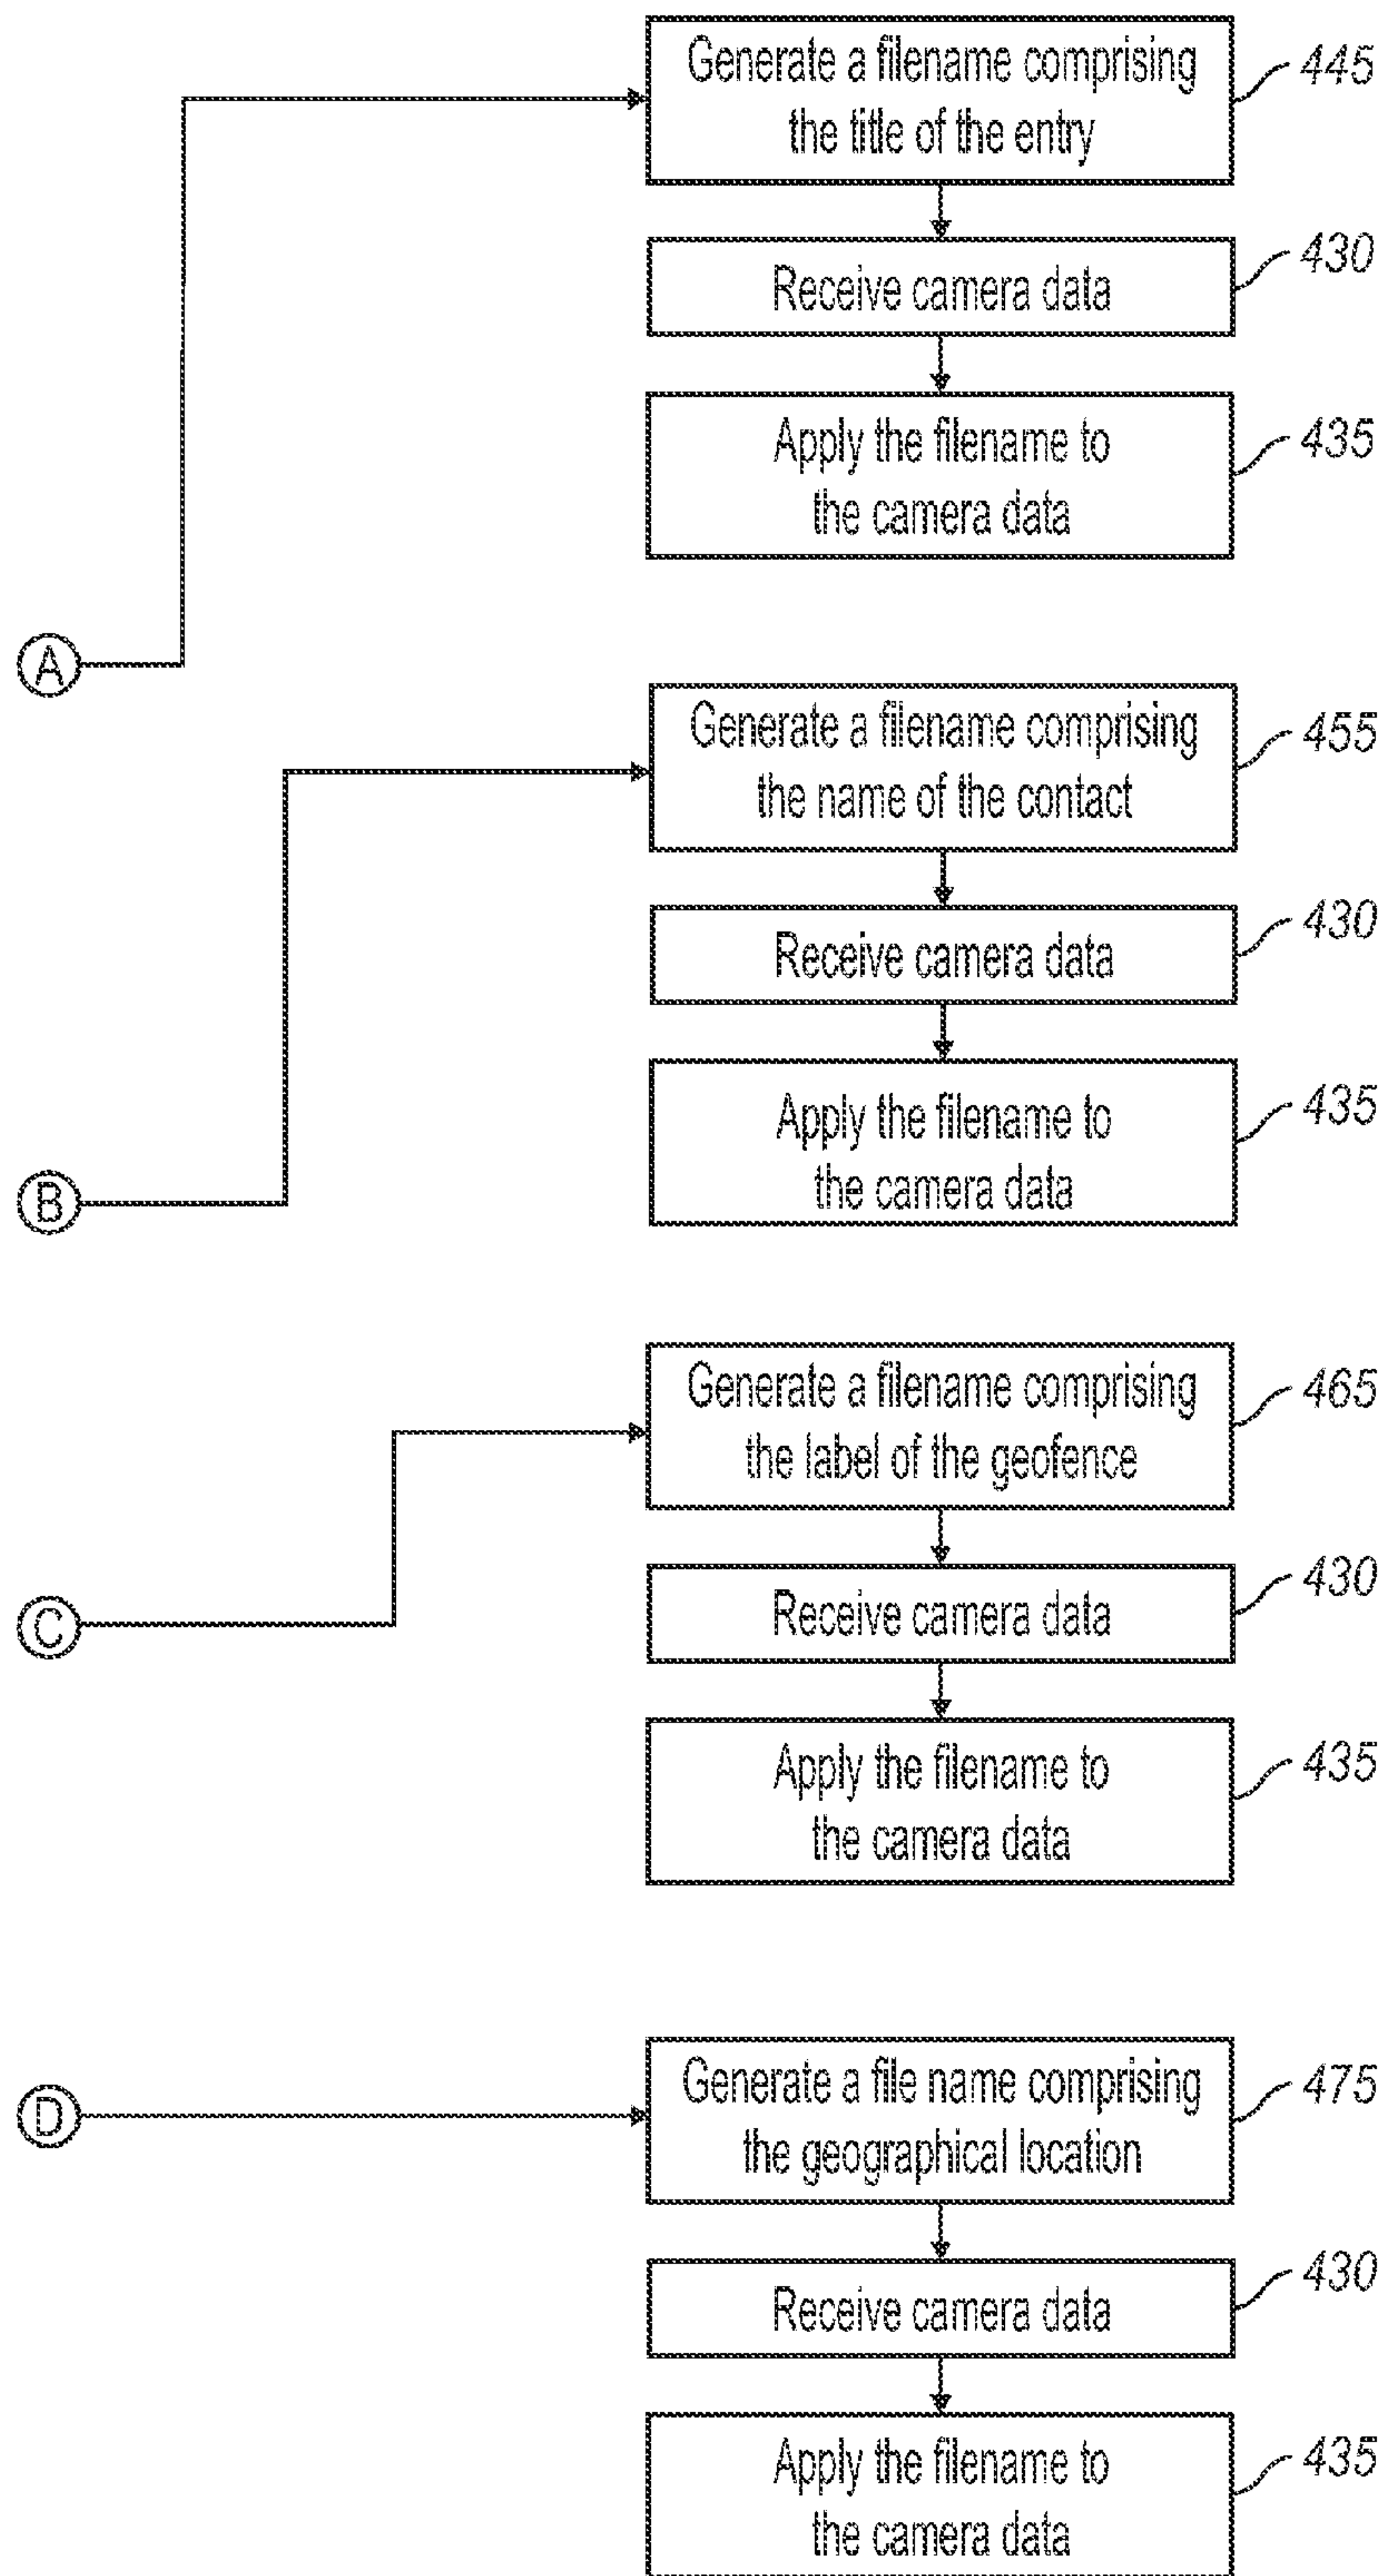 Generate a filename comprising
the title of the entry
445
Receive camera data
430
Apply the filename to
the camera data
435
A
Generate a filename comprising
the name of the contact
455
Receive camera data
430
Apply the filename to
the camera data
435
B
Generate a filename comprising
the label of the geofence
465
Receive camera data
430
Apply the filename to
the camera data
435
C
Generate a file name comprising
the geographical location
475
D
Receive camera data
430
Apply the filename to
the camera data
435